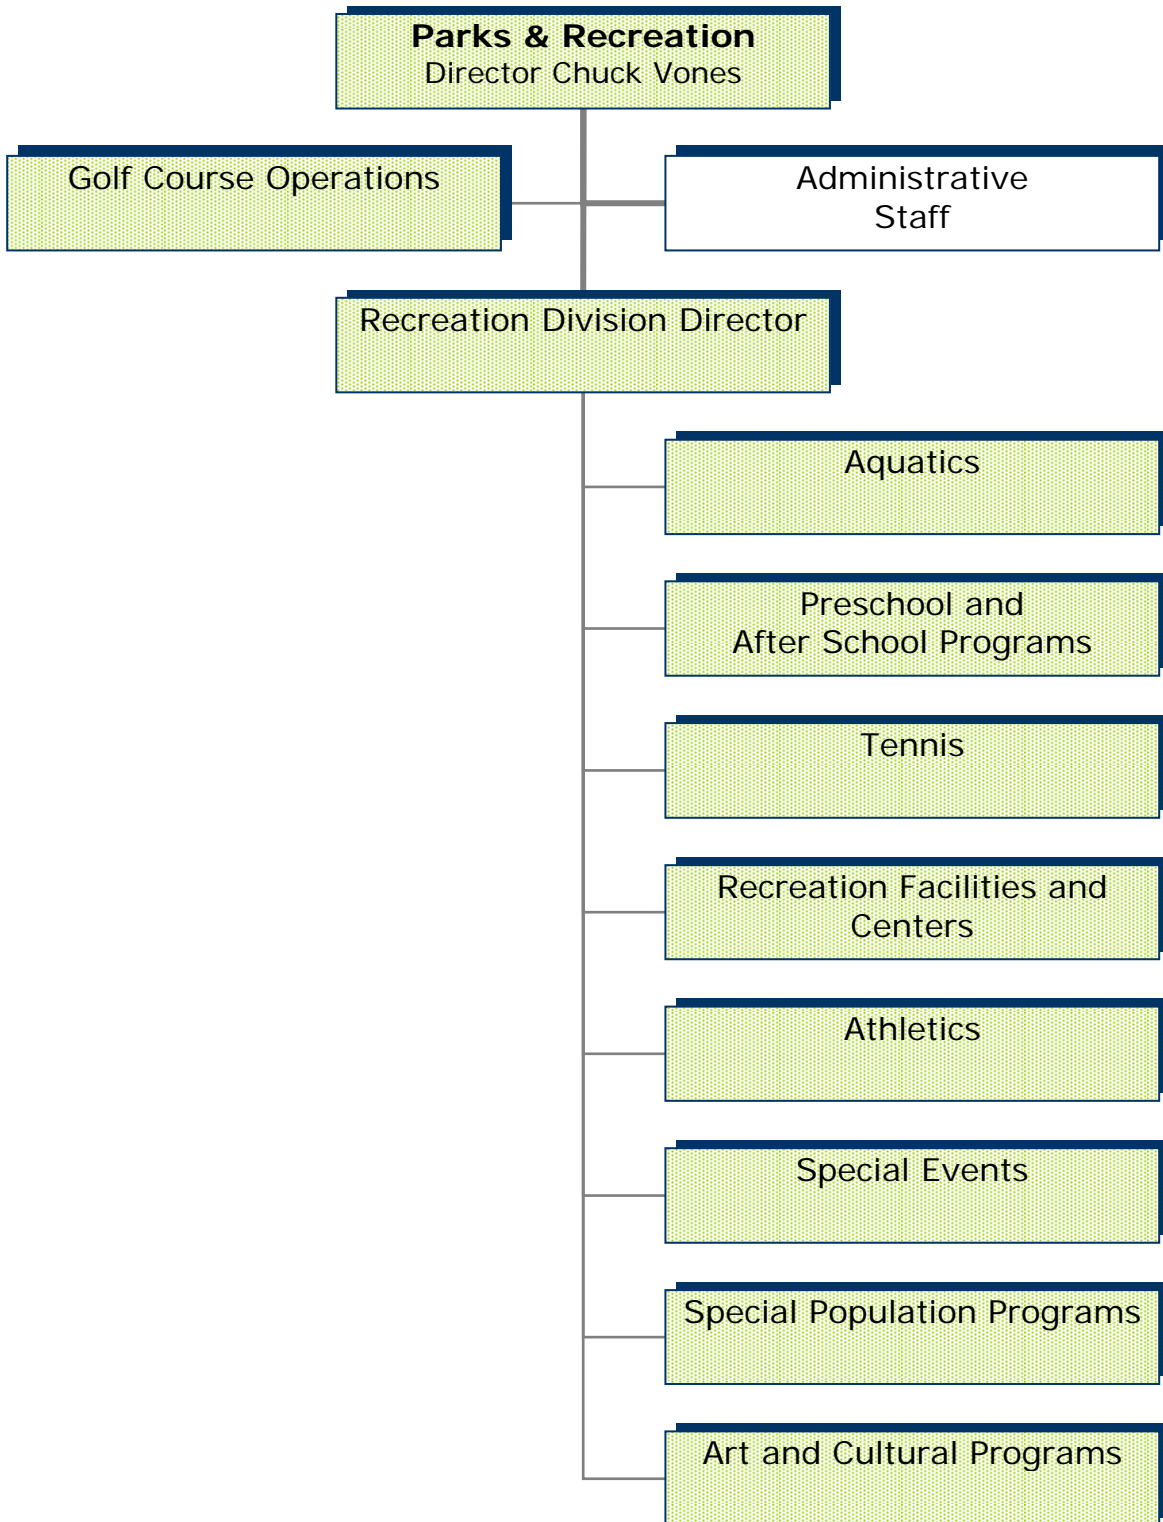 Parks & Recreation
Director Chuck Vones
Golf Course Operations
Administrative
Staff
Recreation Division Director
Aquatics
Preschool and
After School Programs
Tennis
Recreation Facilities and
Centers
Athletics
Special Events
Special Population Programs
Art and Cultural Programs